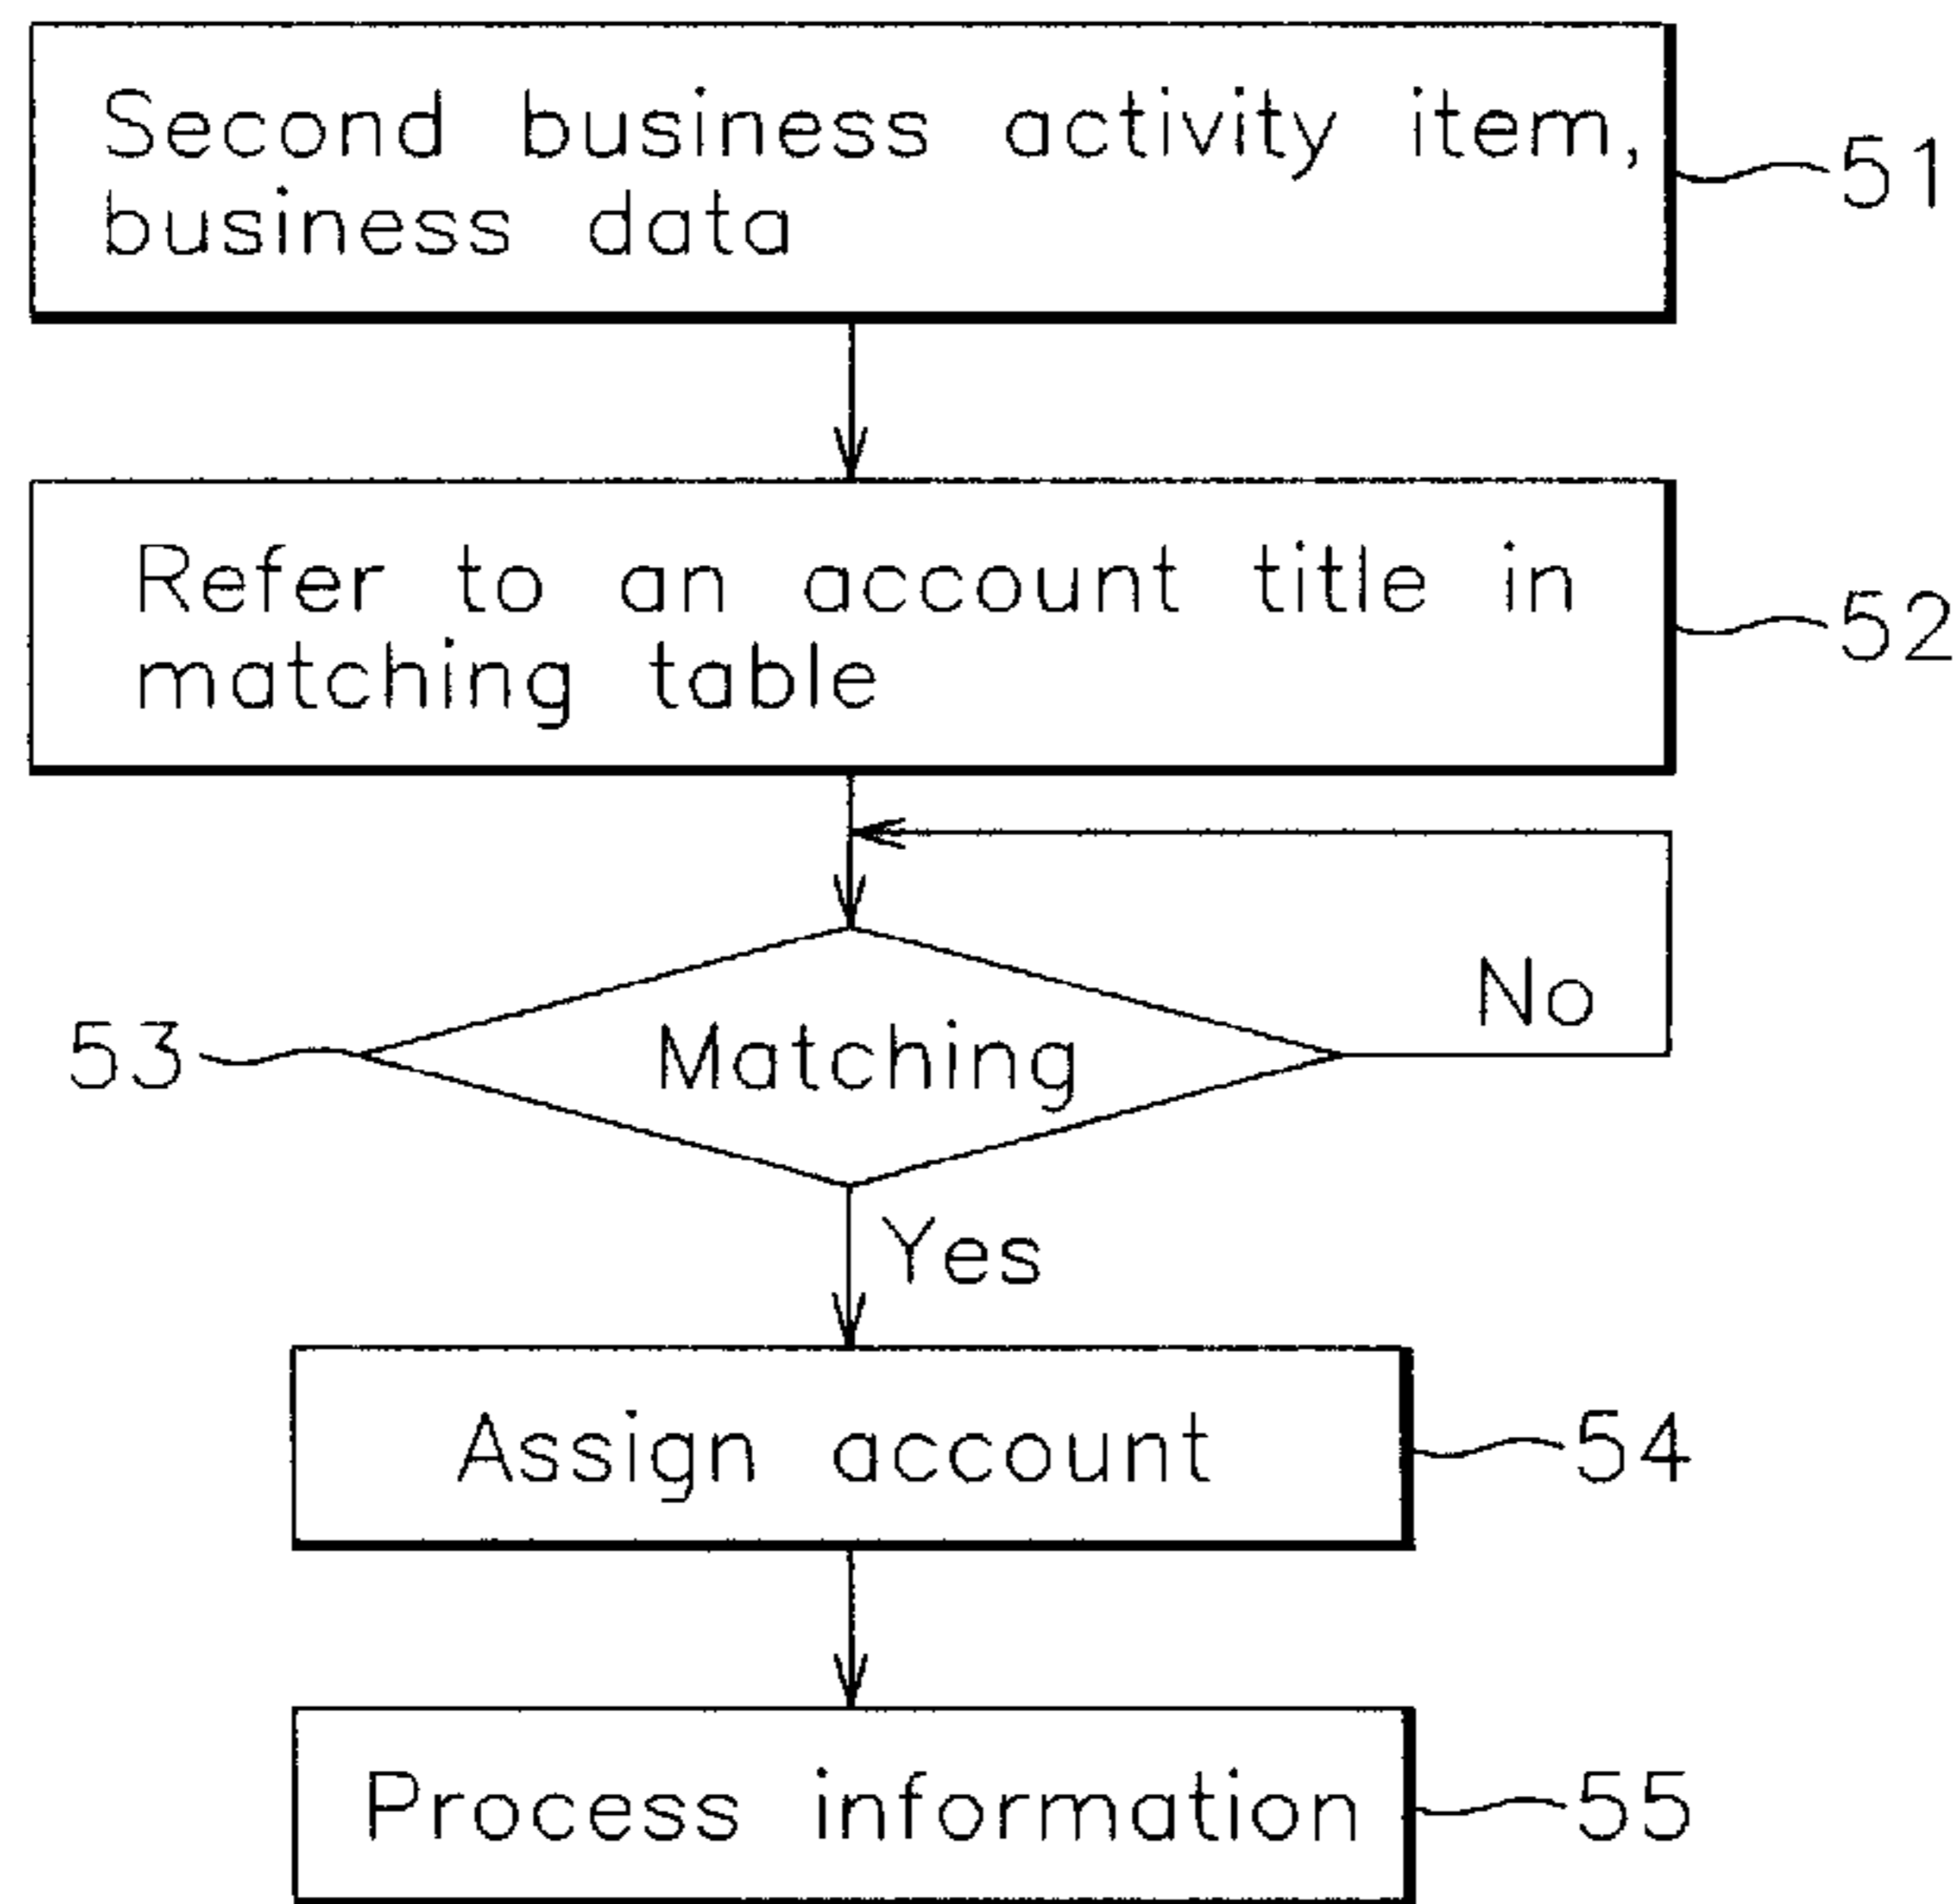 Second business activity item,
business data
51
Refer to an account title in
matching table
52
No
53
Matching
Yes
Assign account
54
Process information
55